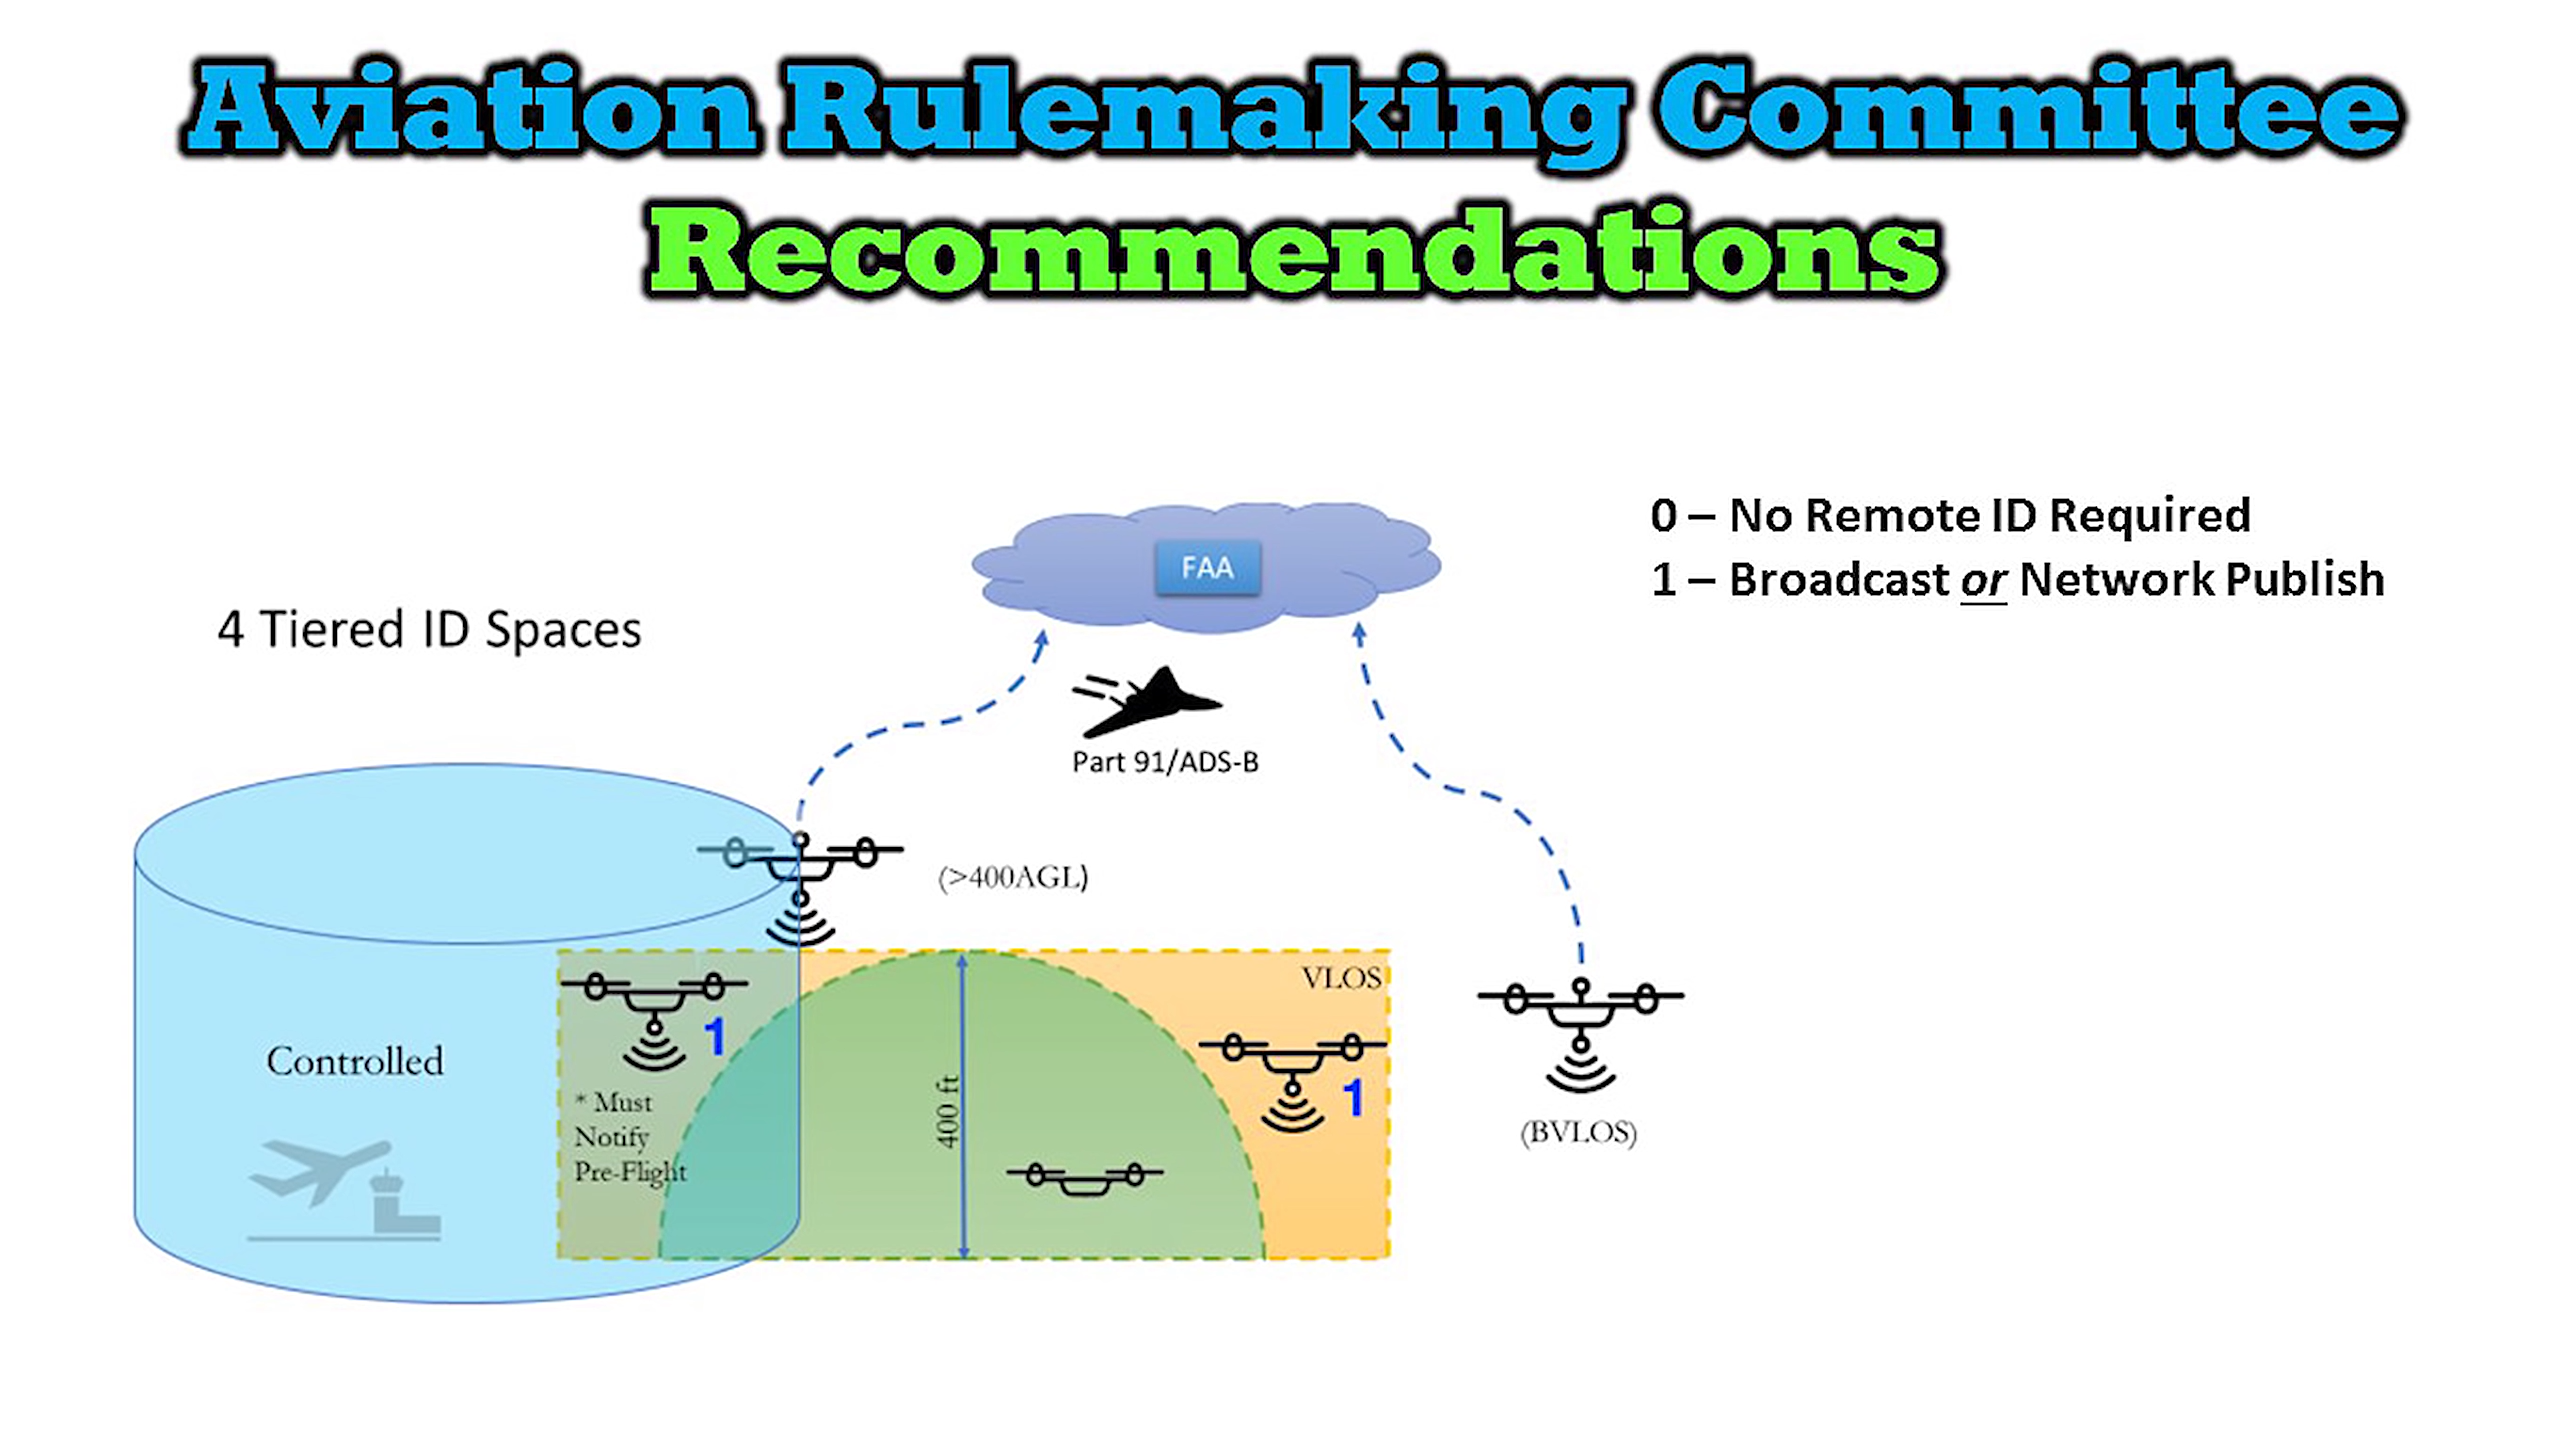 Aviation Rulemaking Committee
Recommendations
0 – No Remote ID Required
1 – Broadcast or Network Publish
FAA
4 Tiered ID Spaces
Part 91/ADS-B
(>400AGL)
VLOS
1
Controlled
400 ft
1
* Must
Notify
Pre-Flight
(BVLOS)